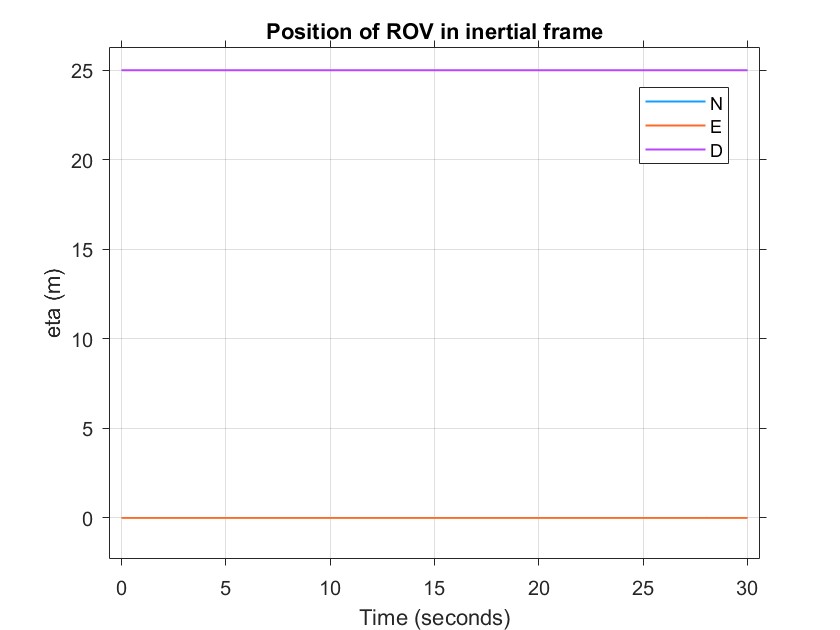 Position of ROV in inertial frame
25
20
15
10
5
0
eta (m)
N
E
D
0 5 10 15 20 25 30
Time (seconds)